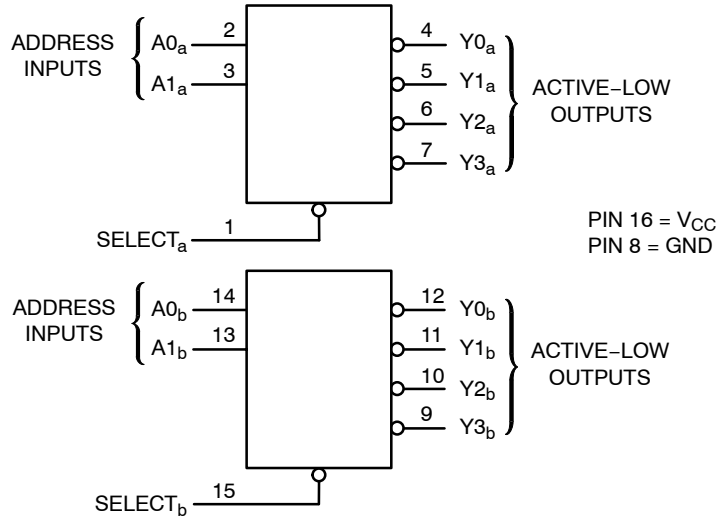 ADDRESS INPUTS
A0a 2
A1a 3
4 Y0a
5 Y1a
6 Y2a
7 Y3a
ACTIVE–LOW OUTPUTS
SELECTa 1
PIN 16 = VCC
PIN 8 = GND
ADDRESS INPUTS
A0b 14
A1b 13
12 Y0b
11 Y1b
10 Y2b
9 Y3b
ACTIVE–LOW OUTPUTS
SELECTb 15